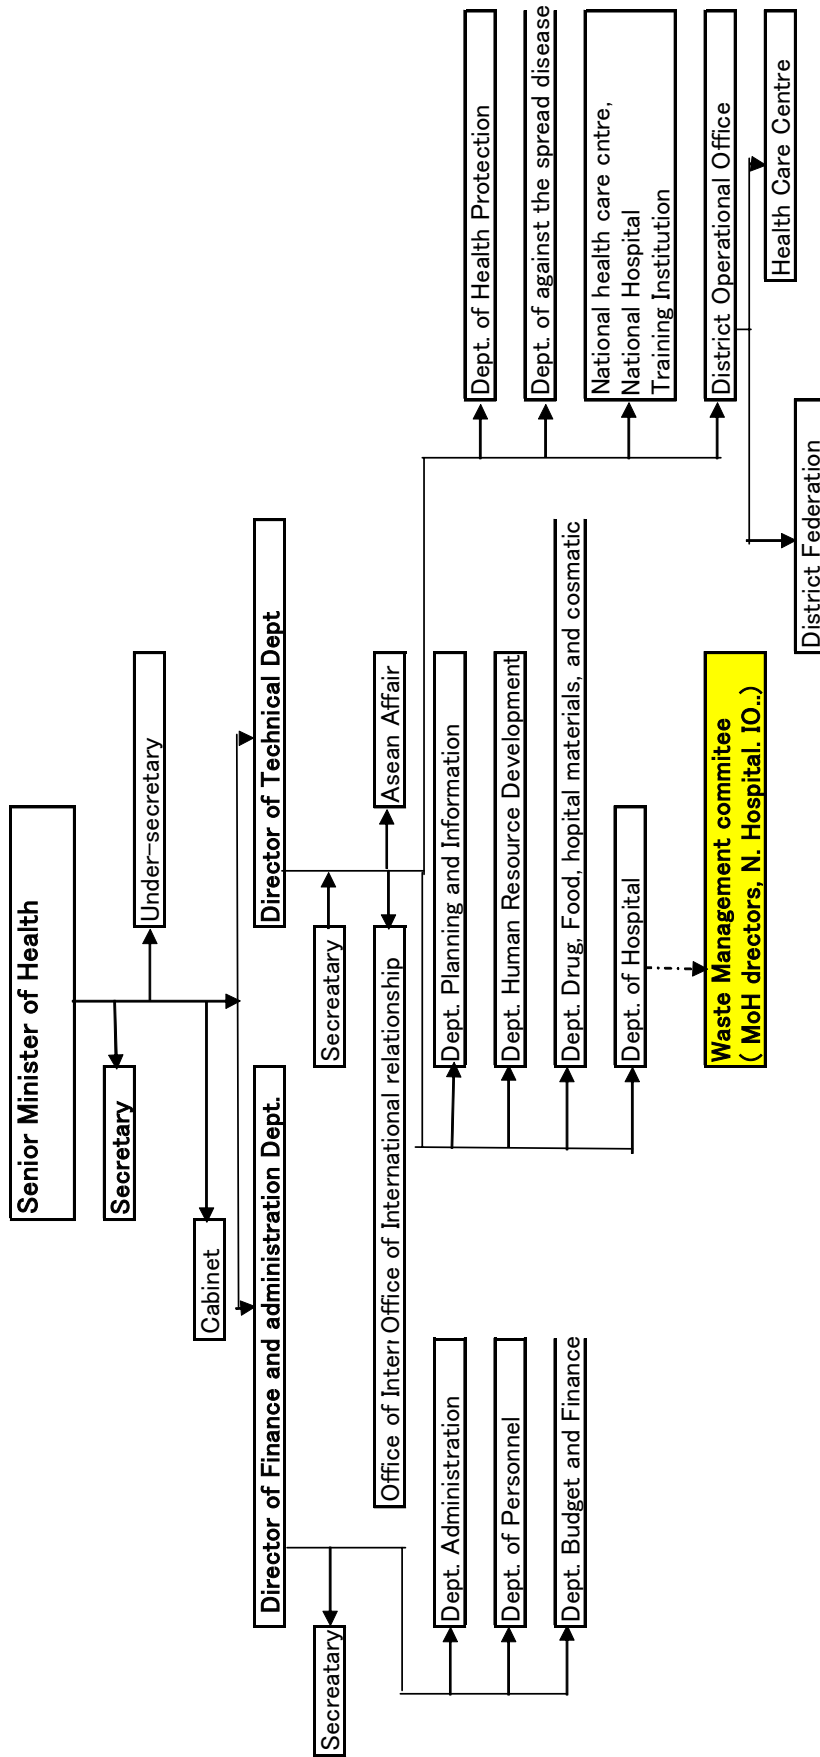 Senior Minister of Health
Secretary
Under-secretary
Cabinet
Director of Finance and administration Dept.
Director of Technical Dept
Secreatary
Secreatary
Office of Intern Office of International relationship
Asean Affair
Dept. Administration
Dept. of Personnel
Dept. Budget and Finance
Dept. Planning and Information
Dept. Human Resource Development
Dept. Drug, Food, hopital materials, and cosmatic
Dept. of Hospital
Waste Management commitee
( MoH drectors, N. Hospital. IO..)
Dept. of Health Protection
Dept. of against the spread disease
National health care cntre,
National Hospital
Training Institution
District Operational Office
District Federation
Health Care Centre